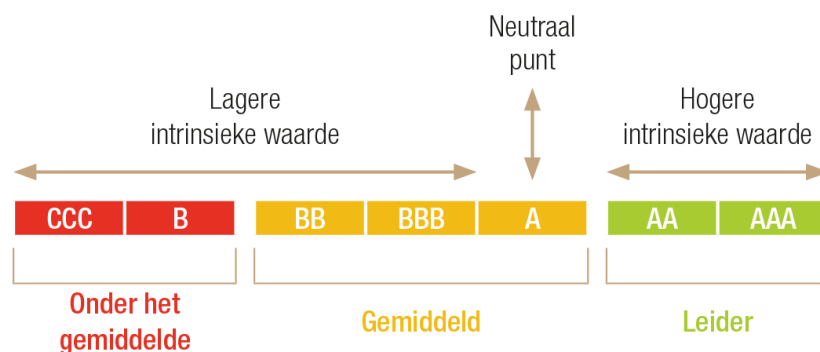 Neutraal
punt
Lagere
intrinsieke waarde
Hogere
intrinsieke waarde
CCC B BB BBB A AA AAA
Onder het
gemiddelde
Gemiddeld
Leider